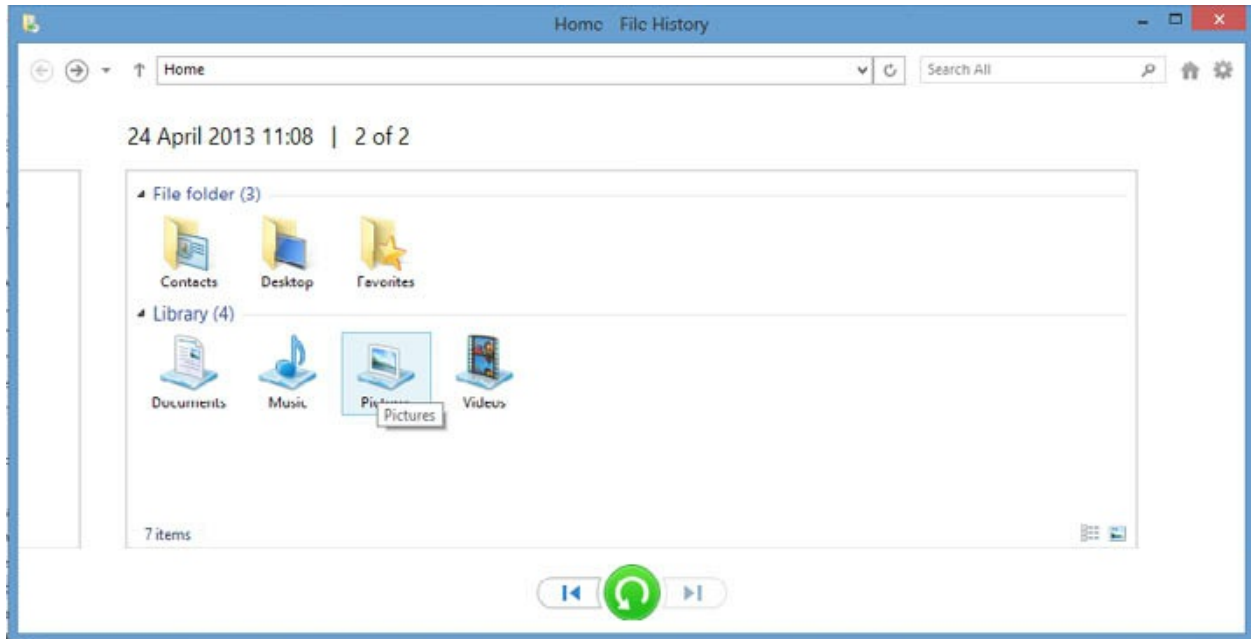 Home File History
Home
Search All
24 April 2013 11:08 | 2 of 2
File folder (3)
Contacts Desktop Favorites
Library (4)
Documents Music Pictures Videos
Pictures
7 items